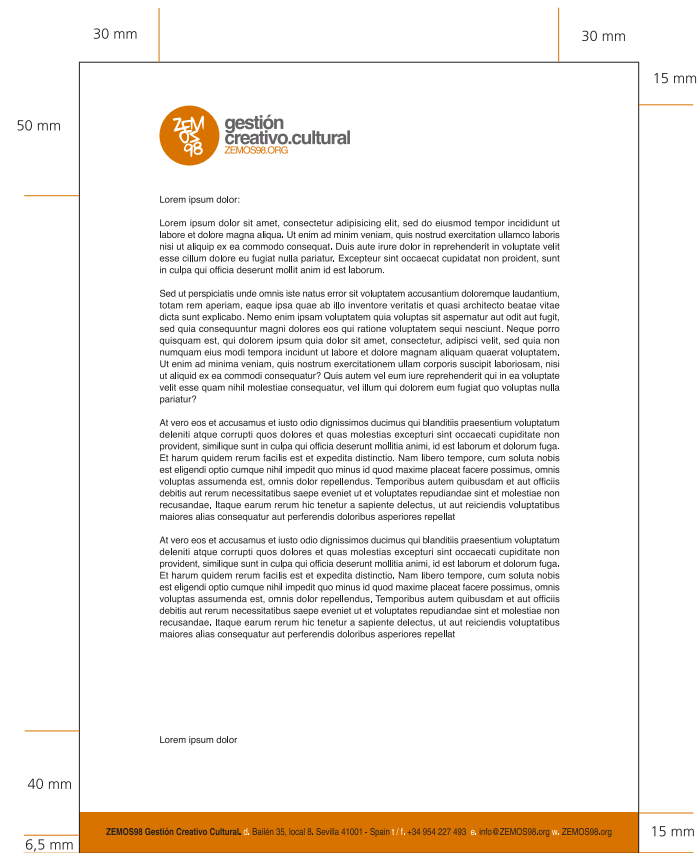 30 mm
30 mm
15 mm
50 mm
ZEM
OS
98
gestión
creativo.cultural
ZEMOS98.ORG
Lorem ipsum dolor:
Lorem ipsum dolor sit amet, consectetur adipisicing elit, sed do eiusmod tempor incididunt ut
labore et dolore magna aliqua. Ut enim ad minim veniam, quis nostrud exercitation ullamco laboris
nisi ut aliquip ex ea commodo consequat. Duis aute irure dolor in reprehenderit in voluptate velit
esse cillum dolore eu fugiat nulla pariatur. Excepteur sint occaecat cupidatat non proident, sunt
in culpa qui officia deserunt mollit anim id est laborum.
Sed ut perspiciatis unde omnis iste natus error sit voluptatem accusantium doloremque laudantium,
totam rem aperiam, eaque ipsa quae ab illo inventore veritatis et quasi architecto beatae vitae
dicta sunt explicabo. Nemo enim ipsam voluptatem quia voluptas sit aspernatur aut odit aut fugit,
sed quia consequuntur magni dolores eos qui ratione voluptatem sequi nesciunt. Neque porro
quisquam est, qui dolorem ipsum quia dolor sit amet, consectetur, adipisci velit, sed quia non
numquam eius modi tempora incidunt ut labore et dolore magnam aliquam quaerat voluptatem.
Ut enim ad minima veniam, quis nostrum exercitationem ullam corporis suscipit laboriosam, nisi
ut aliquid ex ea commodi consequatur? Quis autem vel eum iure reprehenderit qui in ea voluptate
velit esse quam nihil molestiae consequatur, vel illum qui dolorem eum fugiat quo voluptas nulla
pariatur?
At vero eos et accusamus et iusto odio dignissimos ducimus qui blanditiis praesentium voluptatum
deleniti atque corrupti quos dolores et quas molestias excepturi sint occaecati cupiditate non
provident, similique sunt in culpa qui officia deserunt mollitia animi, id est laborum et dolorum fuga.
Et harum quidem rerum facilis est et expedita distinctio. Nam libero tempore, cum soluta nobis
est eligendi optio cumque nihil impedit quo minus id quod maxime placeat facere possimus, omnis
voluptas assumenda est, omnis dolor repellendus. Temporibus autem quibusdam et aut officiis
debitis aut rerum necessitatibus saepe eveniet ut et voluptates repudiandae sint et molestiae non
recusandae. Itaque earum rerum hic tenetur a sapiente delectus, ut aut reiciendis voluptatibus
maiores alias consequatur aut perferendis doloribus asperiores repellat
At vero eos et accusamus et iusto odio dignissimos ducimus qui blanditiis praesentium voluptatum
deleniti atque corrupti quos dolores et quas molestias excepturi sint occaecati cupiditate non
provident, similique sunt in culpa qui officia deserunt mollitia animi, id est laborum et dolorum fuga.
Et harum quidem rerum facilis est et expedita distinctio. Nam libero tempore, cum soluta nobis
est eligendi optio cumque nihil impedit quo minus id quod maxime placeat facere possimus, omnis
voluptas assumenda est, omnis dolor repellendus. Temporibus autem quibusdam et aut officiis
debitis aut rerum necessitatibus saepe eveniet ut et voluptates repudiandae sint et molestiae non
recusandae. Itaque earum rerum hic tenetur a sapiente delectus, ut aut reiciendis voluptatibus
maiores alias consequatur aut perferendis doloribus asperiores repellat
Lorem ipsum dolor
40 mm
ZEMOS98 Gestión Creativo Cultural. d. Bailén 35, local 8. Sevilla 41001 - Spain t / f. +34 954 227 493 e. info@ZEMOS98.org w. ZEMOS98.org
15 mm
6,5 mm